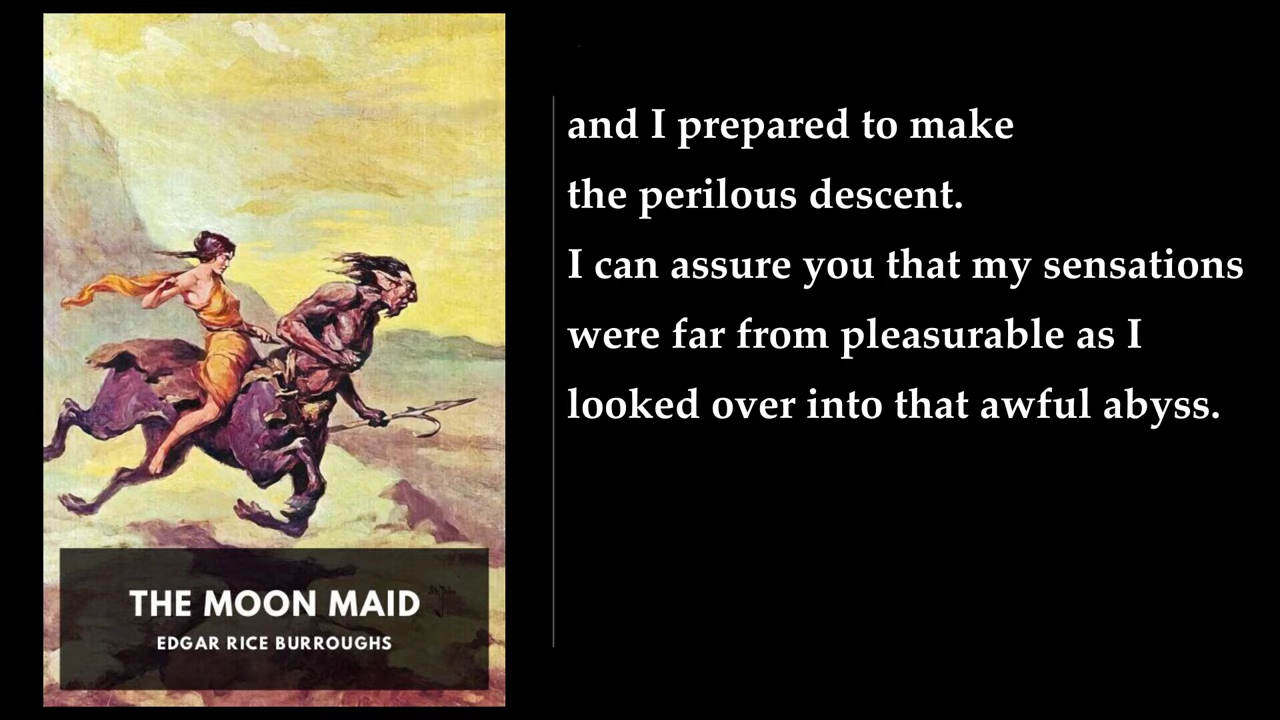 THE MOON MAID
EDGAR RICE BURROUGHS
and I prepared to make
the perilous descent.
I can assure you that my sensations
were far from pleasurable as I
looked over into that awful abyss.